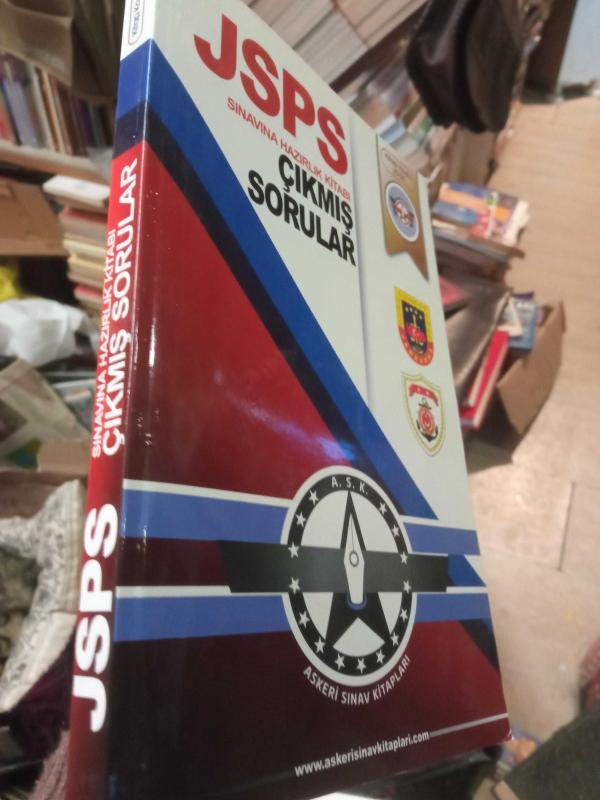 JSPS
SINAVINA HAZIRLIK KİTABI
ÇIKMIŞ
SORULAR
A. S. K.
ASKERİ SINAV KİTAPLARI
www.askerisinavkitaplari.com
JSPS
SINAVINA HAZIRLIK KİTABI
ÇIKMIŞ SORULAR